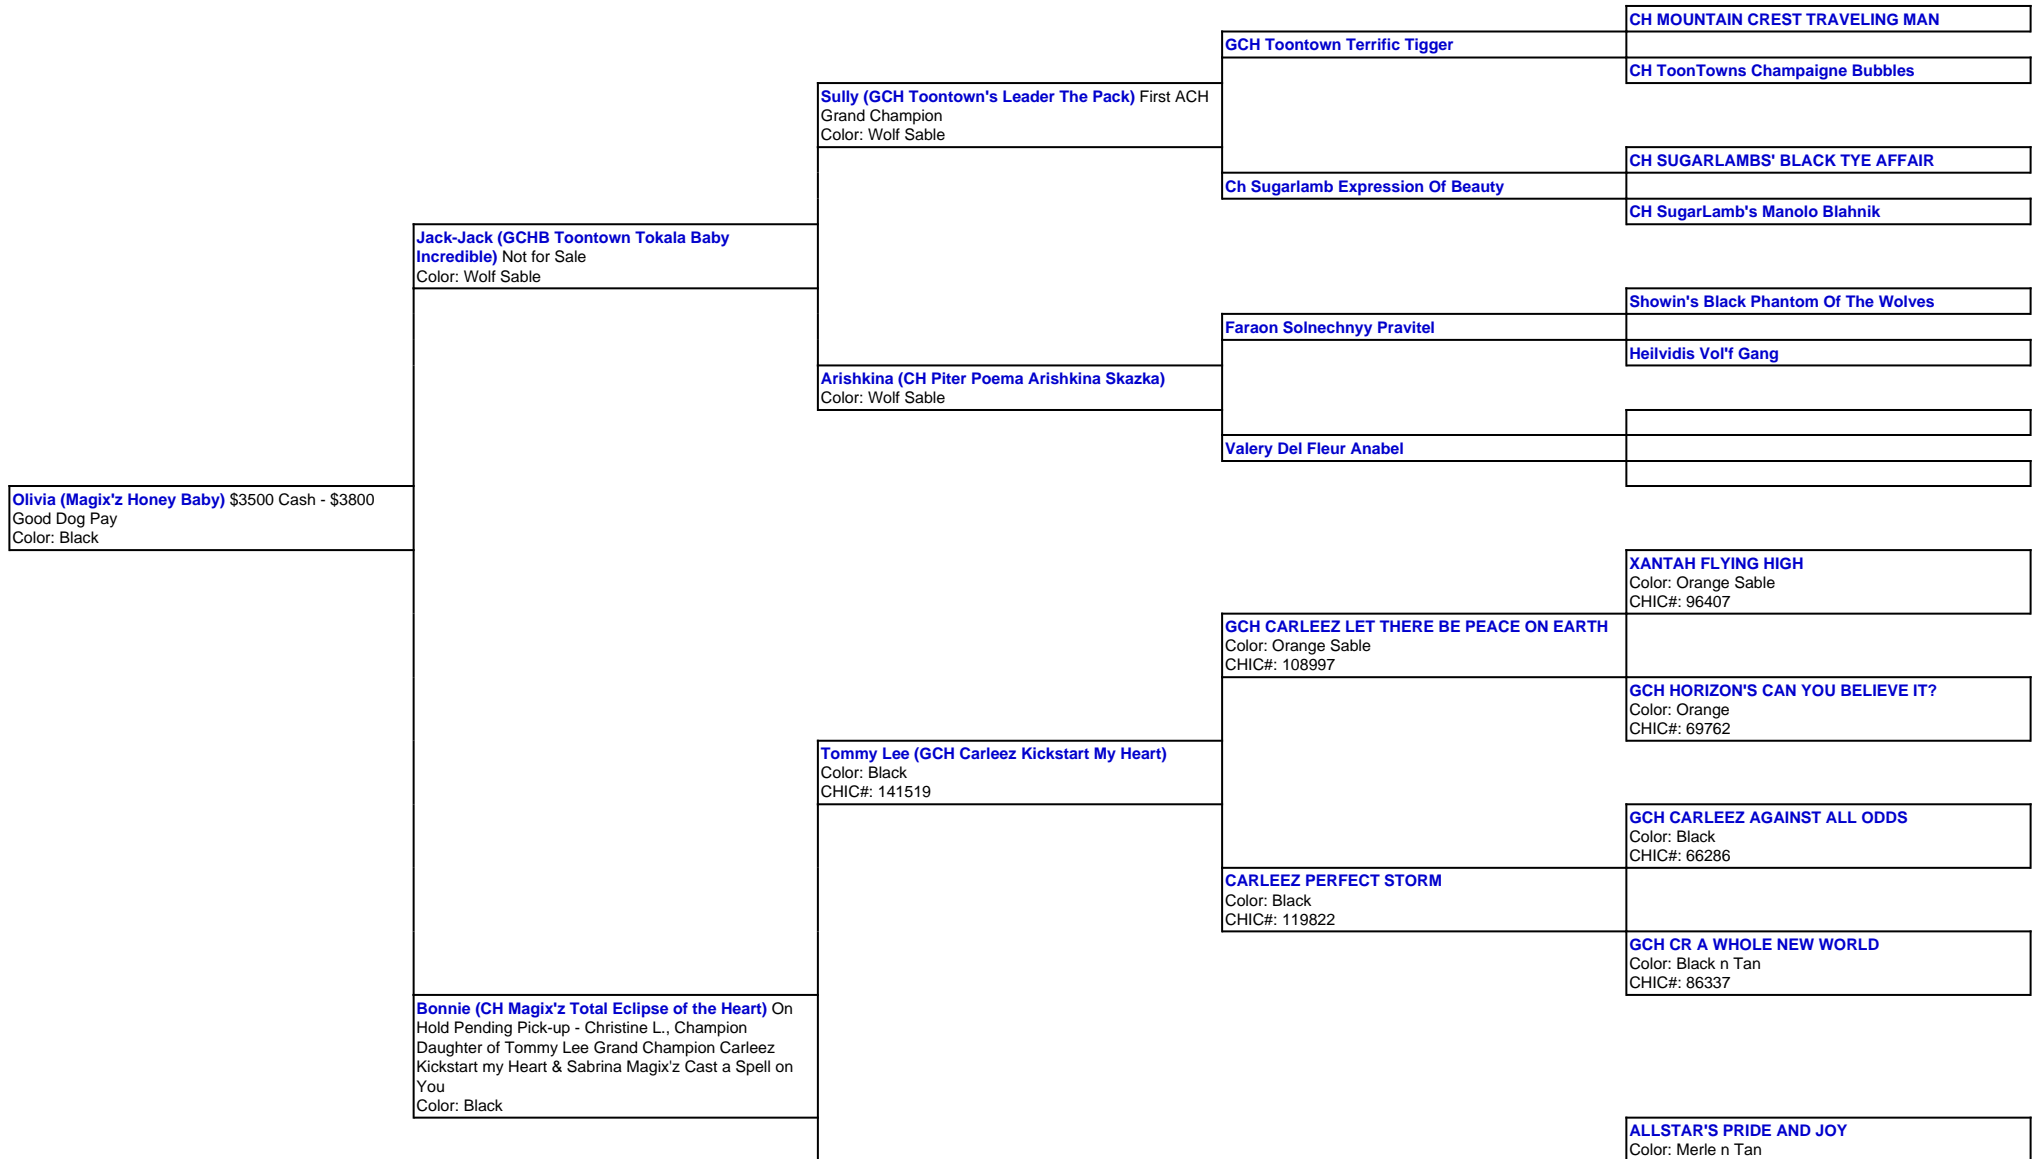 CH MOUNTAIN CREST TRAVELING MAN
GCH Toontown Terrific Tigger
CH ToonTowns Champaigne Bubbles
Sully (GCH Toontown's Leader The Pack) First ACH
Grand Champion
Color: Wolf Sable
CH SUGARLAMBS' BLACK TYE AFFAIR
Ch Sugarlamb Expression Of Beauty
CH SugarLamb's Manolo Blahnik
Jack-Jack (GCHB Toontown Tokala Baby
Incredible) Not for Sale
Color: Wolf Sable
Showin's Black Phantom Of The Wolves
Faraon Solnechnyy Pravitel
Heilvidis Vol'f Gang
Arishkina (CH Piter Poema Arishkina Skazka)
Color: Wolf Sable
Valery Del Fleur Anabel
Olivia (Magix'z Honey Baby) $3500 Cash - $3800
Good Dog Pay
Color: Black
XANTAH FLYING HIGH
Color: Orange Sable
CHIC#: 96407
GCH CARLEEZ LET THERE BE PEACE ON EARTH
Color: Orange Sable
CHIC#: 108997
GCH HORIZON'S CAN YOU BELIEVE IT?
Color: Orange
CHIC#: 69762
Tommy Lee (GCH Carleez Kickstart My Heart)
Color: Black
CHIC#: 141519
GCH CARLEEZ AGAINST ALL ODDS
Color: Black
CHIC#: 66286
CARLEEZ PERFECT STORM
Color: Black
CHIC#: 119822
GCH CR A WHOLE NEW WORLD
Color: Black n Tan
CHIC#: 86337
Bonnie (CH Magix'z Total Eclipse of the Heart) On
Hold Pending Pick-up - Christine L., Champion
Daughter of Tommy Lee Grand Champion Carleez
Kickstart my Heart & Sabrina Magix'z Cast a Spell on
You
Color: Black
ALLSTAR'S PRIDE AND JOY
Color: Merle n Tan